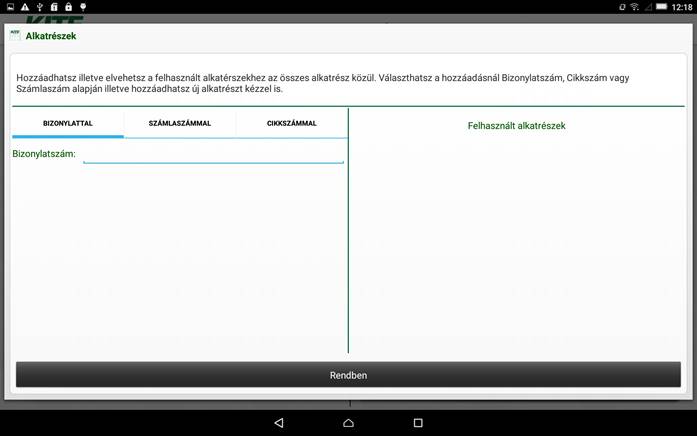 12:18
KITE
Alkatrészek
Hozzáadhatsz illetve elvehetsz a felhasznált alkatérszekhez az összes alkatrész közül. Választhatsz a hozzáadásnál Bizonylatszám, Cikkszám vagy
Számlaszám alapján illetve hozzáadhatsz új alkatrészt kézzel is.
BIZONYLATTAL
SZÁMLASZÁMMAL
CIKKSZÁMMAL
Felhasznált alkatrészek
Bizonylatszám:
Rendben